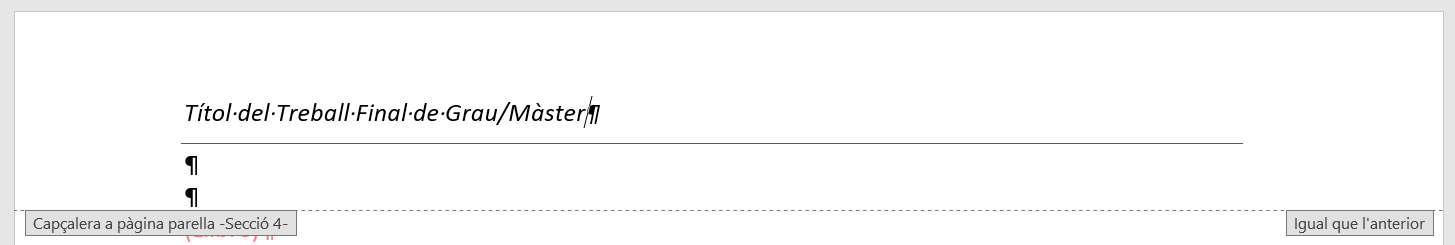 Títol·del·Treball·Final·de·Grau/Màster¶
¶
¶
Capçalera a pàgina parella -Secció 4-
Igual que l'anterior